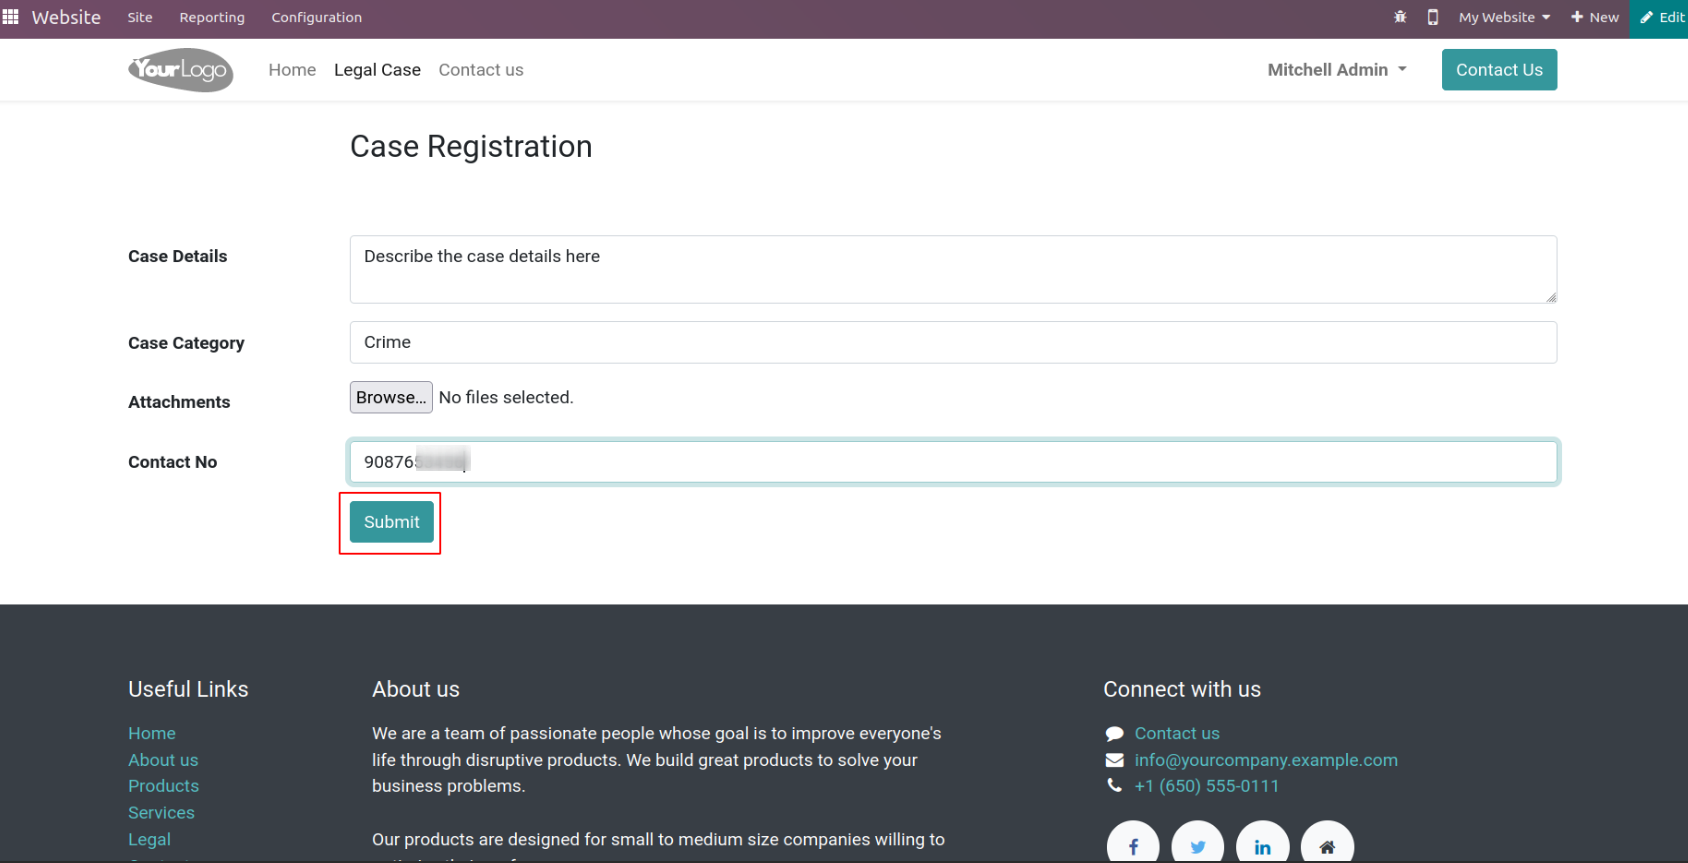 Website Site Reporting Configuration My Website New Edit
YourLogo Home Legal Case Contact us Mitchell Admin Contact Us
Case Registration
Case Details Describe the case details here
Case Category Crime
Attachments Browse... No files selected.
Contact No 90876
Submit
Useful Links
Home
About us
Products
Services
Legal
About us
We are a team of passionate people whose goal is to improve everyone's
life through disruptive products. We build great products to solve your
business problems.
Our products are designed for small to medium size companies willing to
Connect with us
Contact us
info@yourcompany.example.com
+1 (650) 555-0111